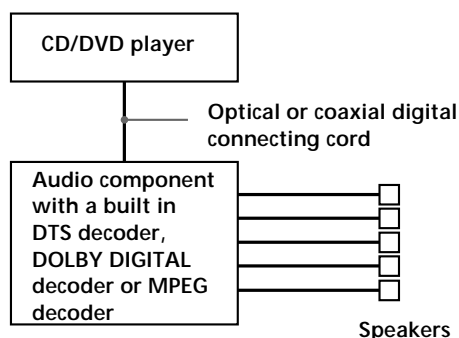 CD/DVD player
Optical or coaxial digital
connecting cord
Audio component
with a built in
DTS decoder,
DOLBY DIGITAL
decoder or MPEG
decoder
Speakers